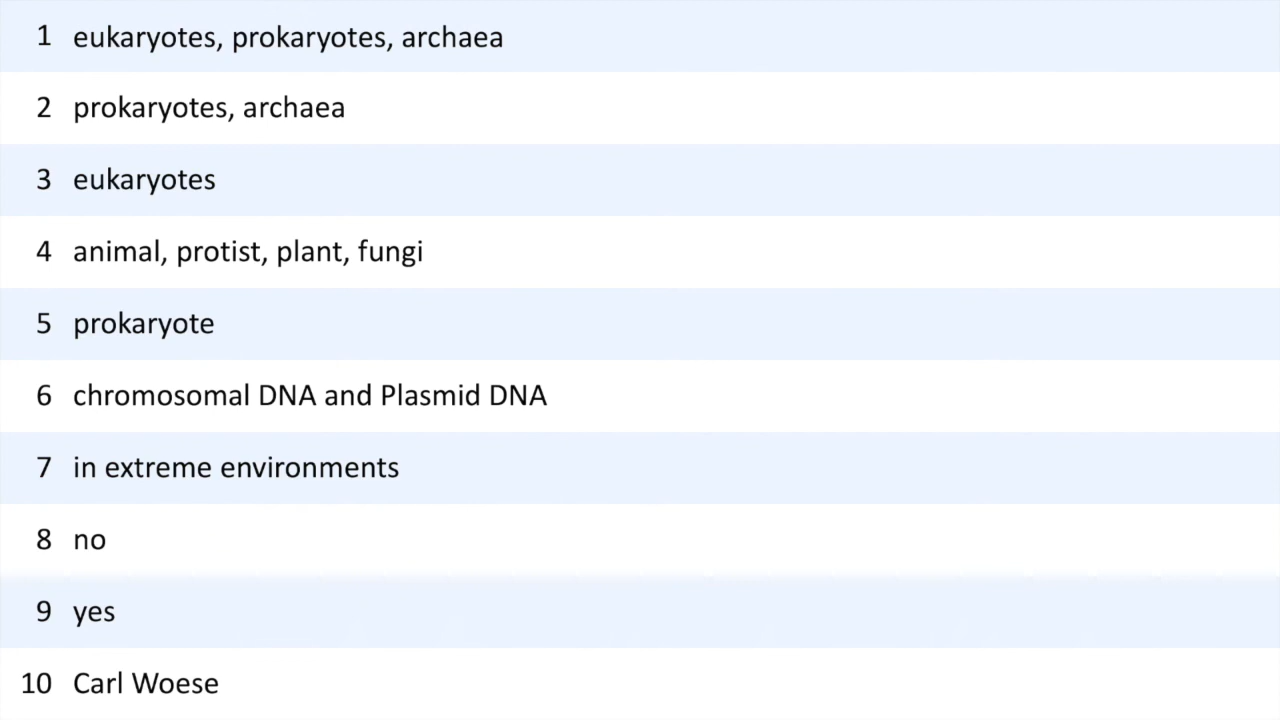 1 eukaryotes, prokaryotes, archaea
2 prokaryotes, archaea
3 eukaryotes
4 animal, protist, plant, fungi
5 prokaryote
6 chromosomal DNA and Plasmid DNA
7 in extreme environments
8 no
9 yes
10 Carl Woese